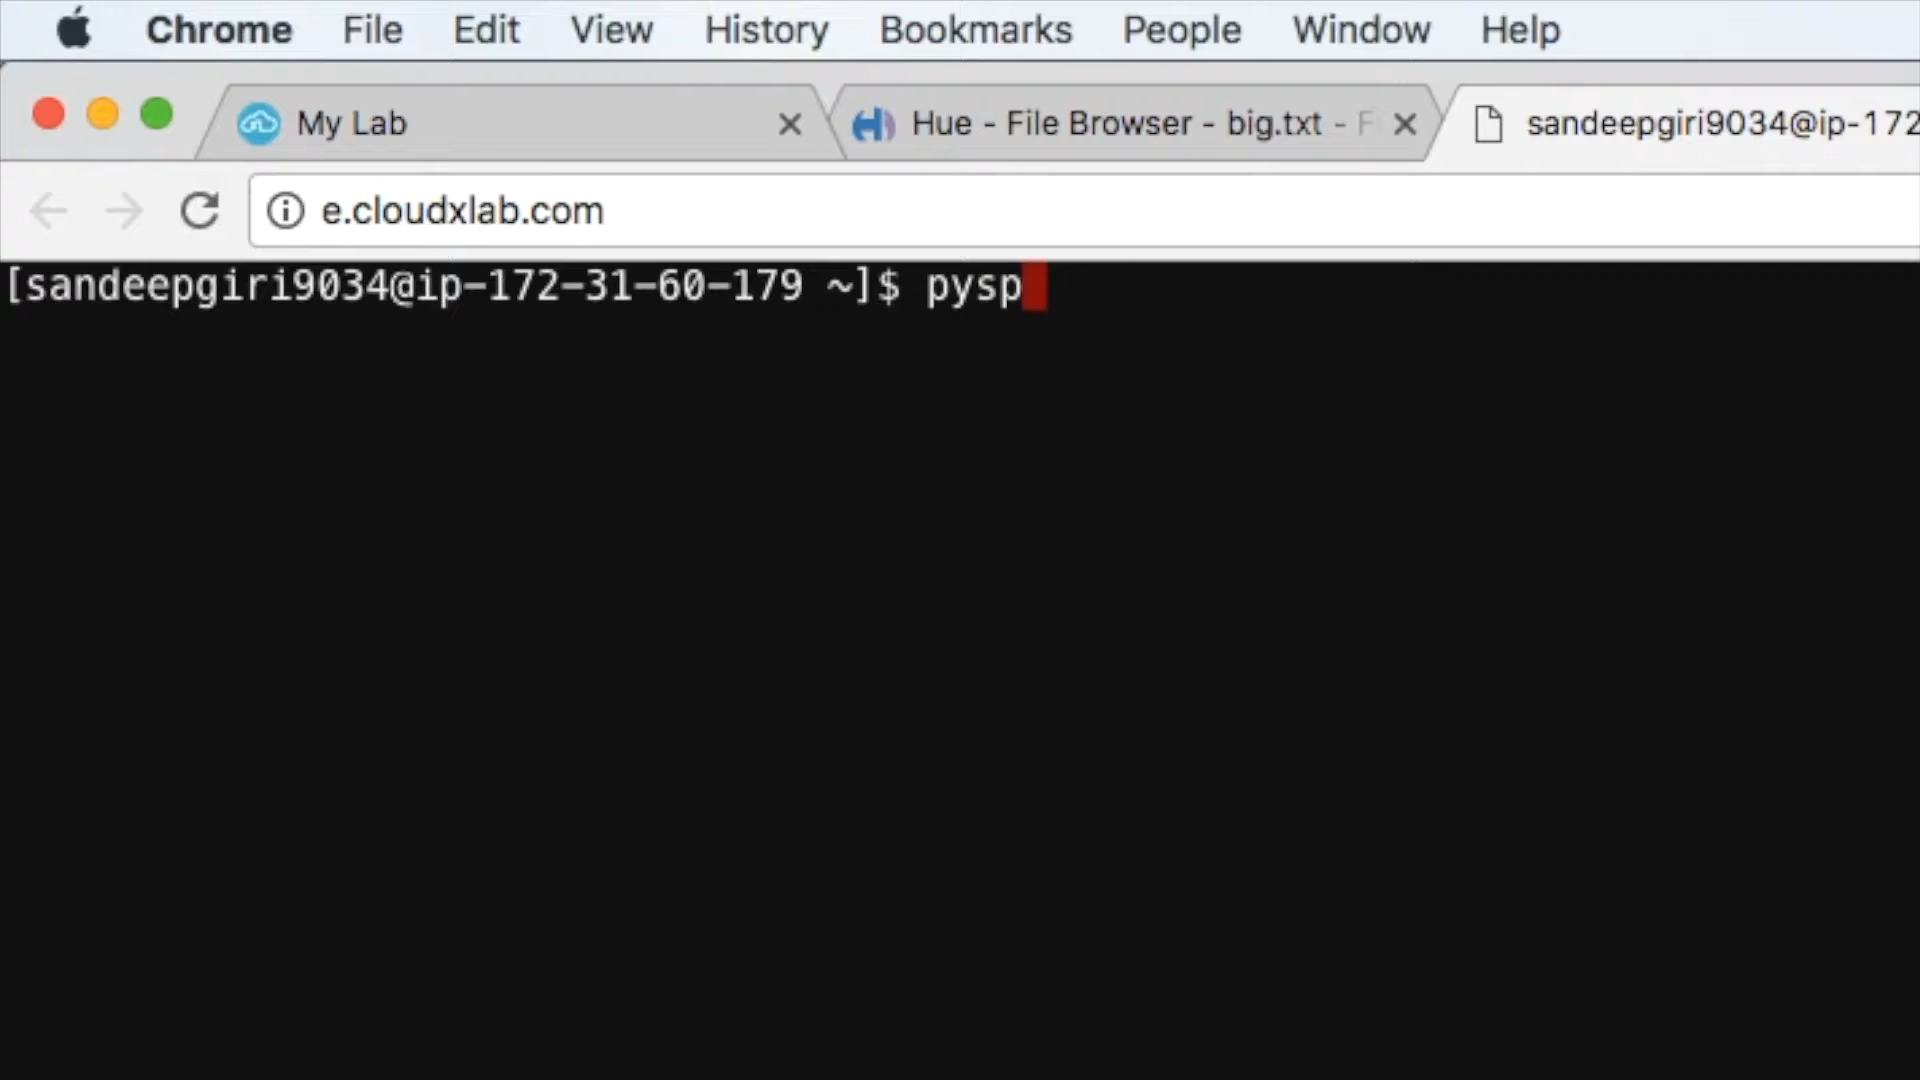 Chrome File Edit View History Bookmarks People Window Help
My Lab Hue - File Browser - big.txt - sandeepgiri9034@ip-172
e.cloudxlab.com
[sandeepgiri9034@ip-172-31-60-179 ~]$ pysp